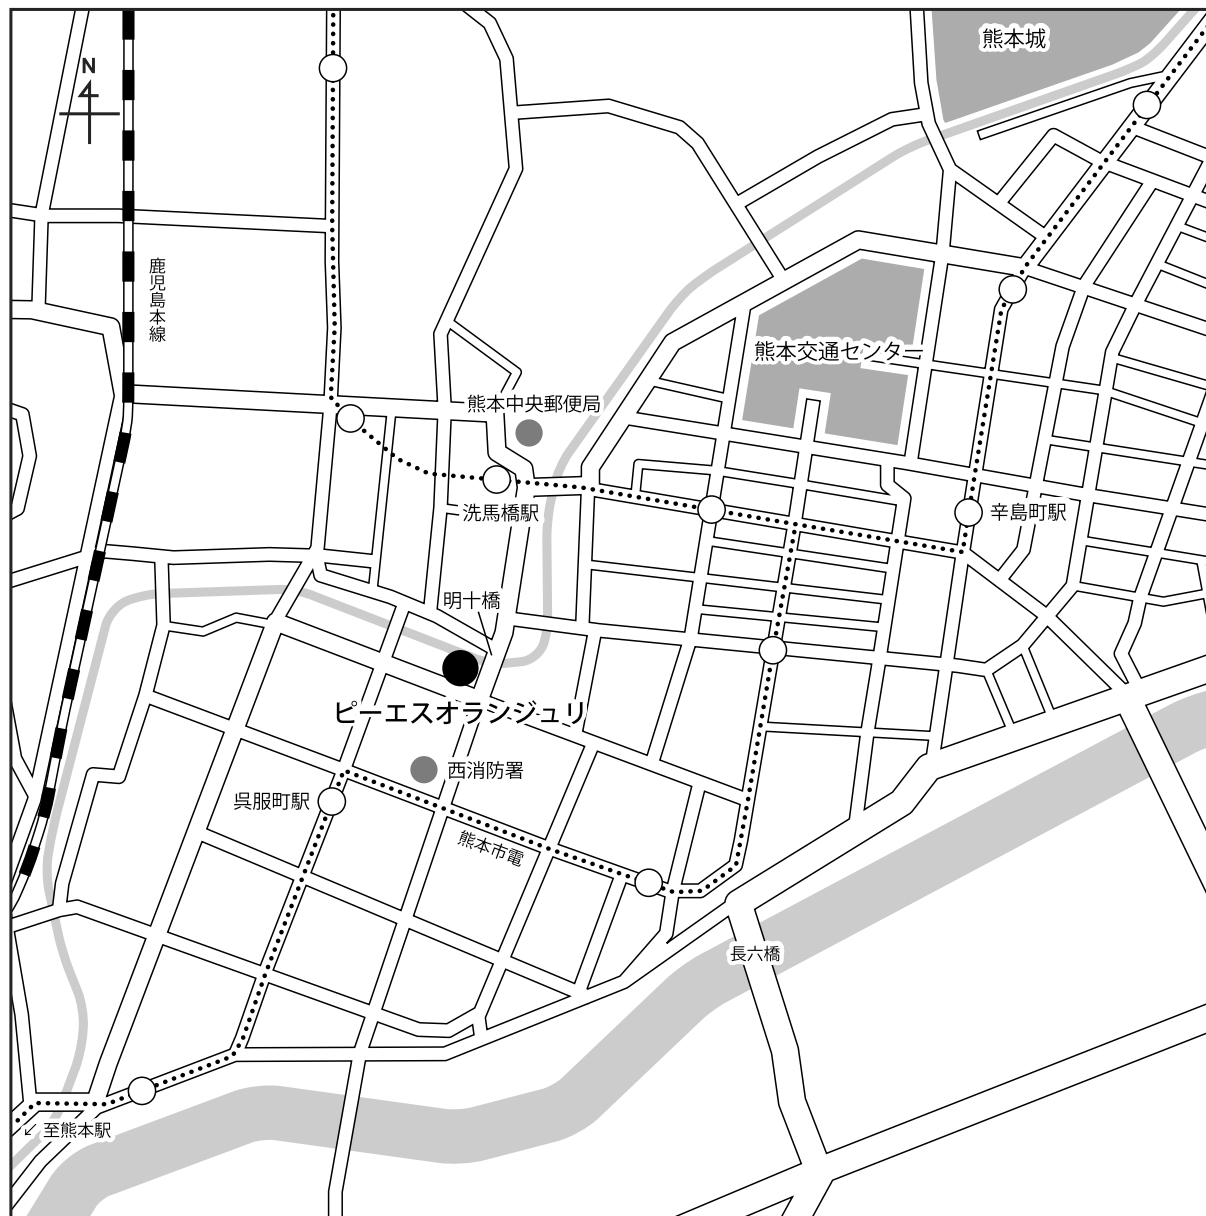 熊本城
N
鹿児島本線
熊本交通センター
熊本中央郵便局
洗馬橋駅
辛島町駅
明十橋
ピーエスオランジュリ
西消防署
呉服町駅
熊本市電
長六橋
↙ 至熊本駅